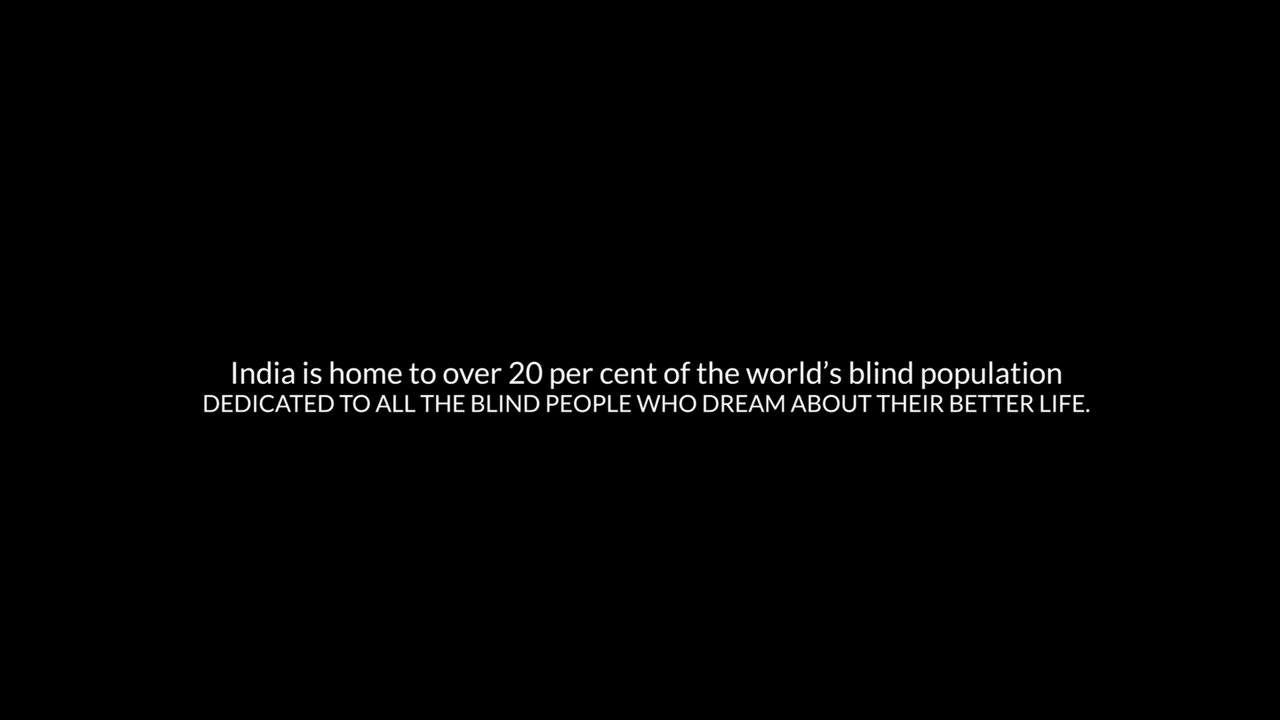 India is home to over 20 per cent of the world’s blind population
DEDICATED TO ALL THE BLIND PEOPLE WHO DREAM ABOUT THEIR BETTER LIFE.